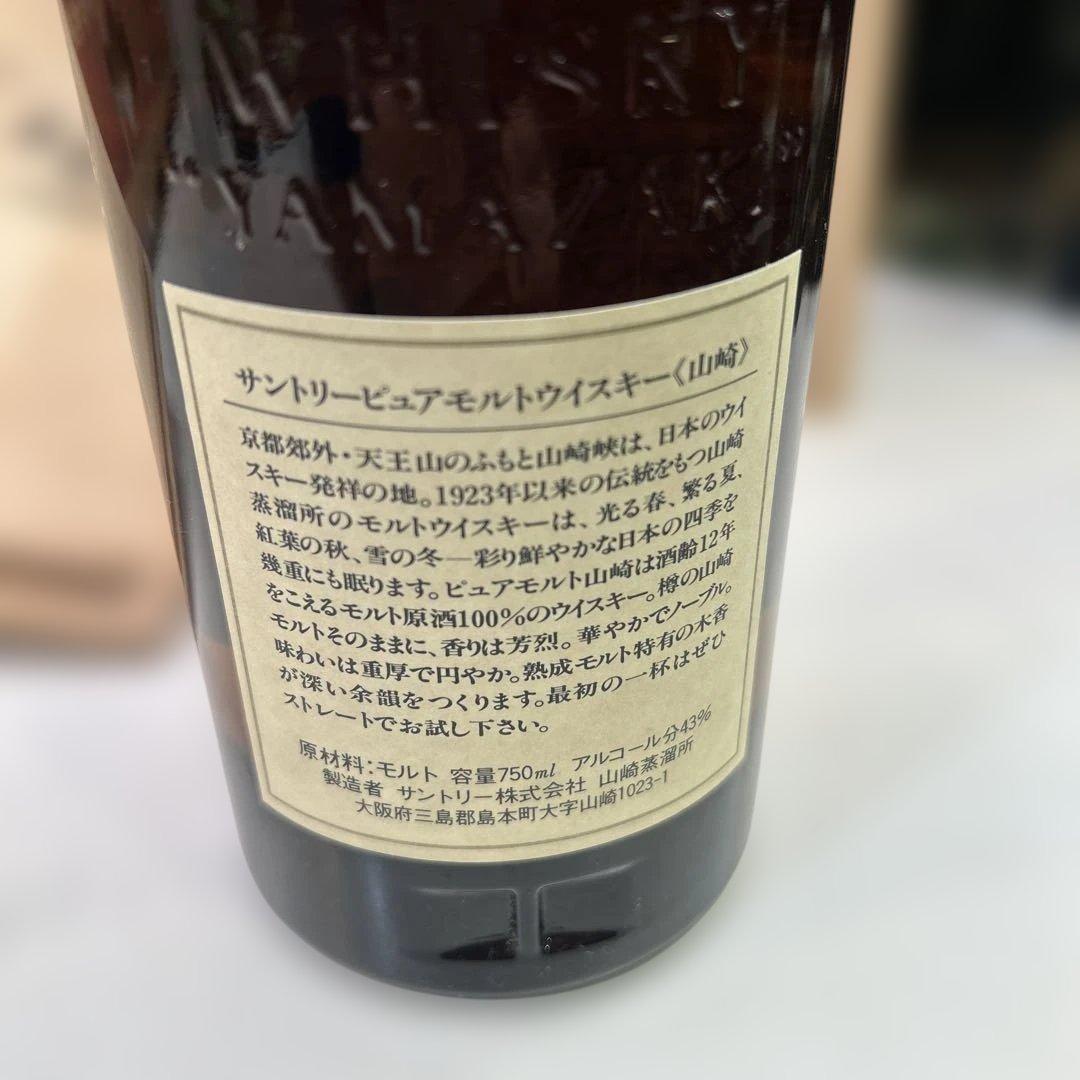 WHISKY
"YAMAZAKI"
サントリーピュアモルトウイスキー《山崎》
京都郊外・天王山のふもと山崎峡は、日本のウイ
スキー発祥の地。1923年以来の伝統をもつ山崎
蒸溜所のモルトウイスキーは、光る春、繁る夏、
紅葉の秋、雪の冬―彩り鮮やかな日本の四季を
幾重にも眠ります。ピュアモルト山崎は酒齢12年
をこえるモルト原酒100%のウイスキー。樽の山崎
モルトそのままに、香りは芳烈。華やかでノーブル。
味わいは重厚で円やか。熟成モルト特有の木香
が深い余韻をつくります。最初の一杯はぜひ
ストレートでお試し下さい。
原材料:モルト 容量750ml アルコール分43%
製造者 サントリー株式会社 山崎蒸溜所
大阪府三島郡島本町大字山崎1023-1